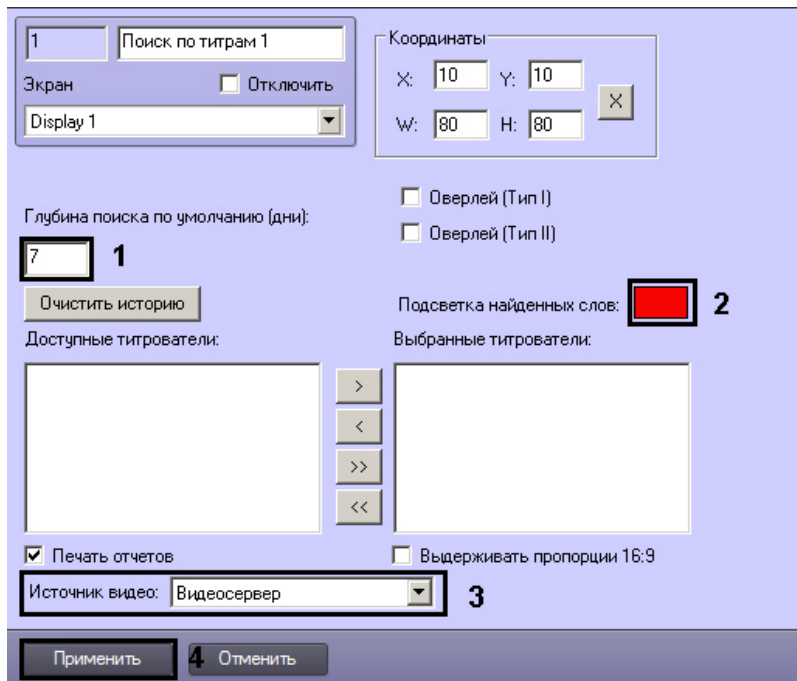 1 Поиск по титрам 1
Экран Отключить
Display 1
Координаты
X: 10 Y: 10
X
W: 80 H: 80
Оверлей (Тип I)
Оверлей (Тип II)
Глубина поиска по умолчанию (дни):
7 1
Очистить историю
Подсветка найденных слов: 2
Доступные титрователи:
Выбранные титрователи:
>
<
>>
<<
Печать отчетов
Выдерживать пропорции 16:9
Источник видео: Видеосервер 3
Применить 4 Отменить